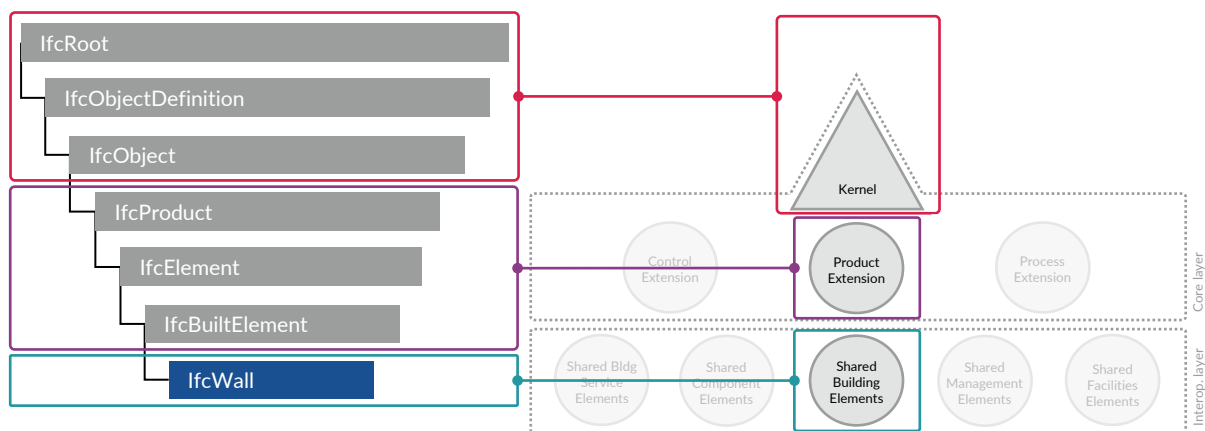 IfcRoot
IfcObjectDefinition
IfcObject
IfcProduct
IfcElement
IfcBuiltElement
IfcWall
Kernel
Control
Extension
Product
Extension
Process
Extension
Core layer
Shared Bldg
Service
Elements
Shared
Component
Elements
Shared
Building
Elements
Shared
Management
Elements
Shared
Facilities
Elements
Interop. layer